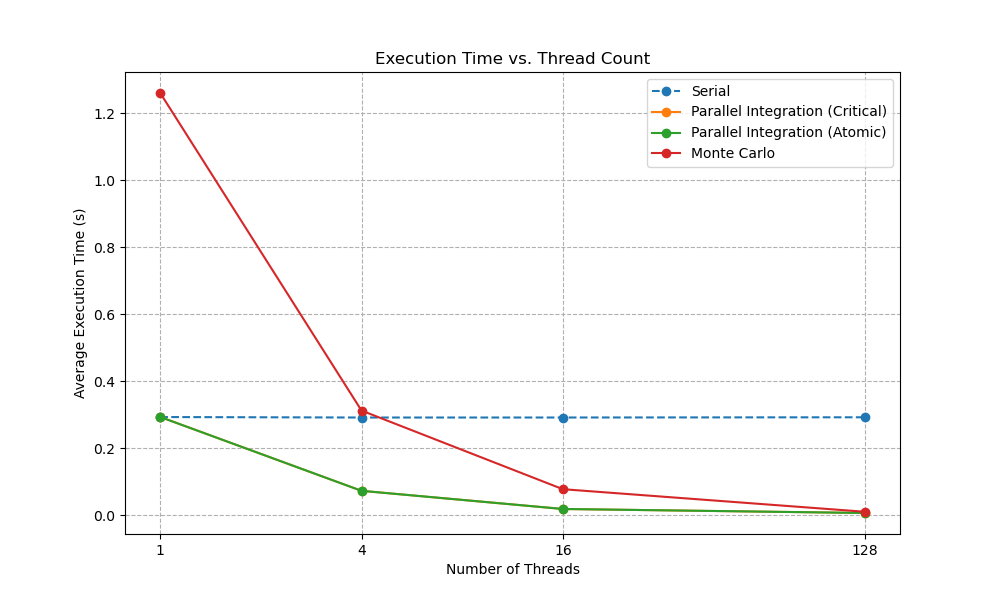 Execution Time vs. Thread Count
Serial
Parallel Integration (Critical)
Parallel Integration (Atomic)
Monte Carlo
Average Execution Time (s)
1.2
1.0
0.8
0.6
0.4
0.2
0.0
1 4 16 128
Number of Threads